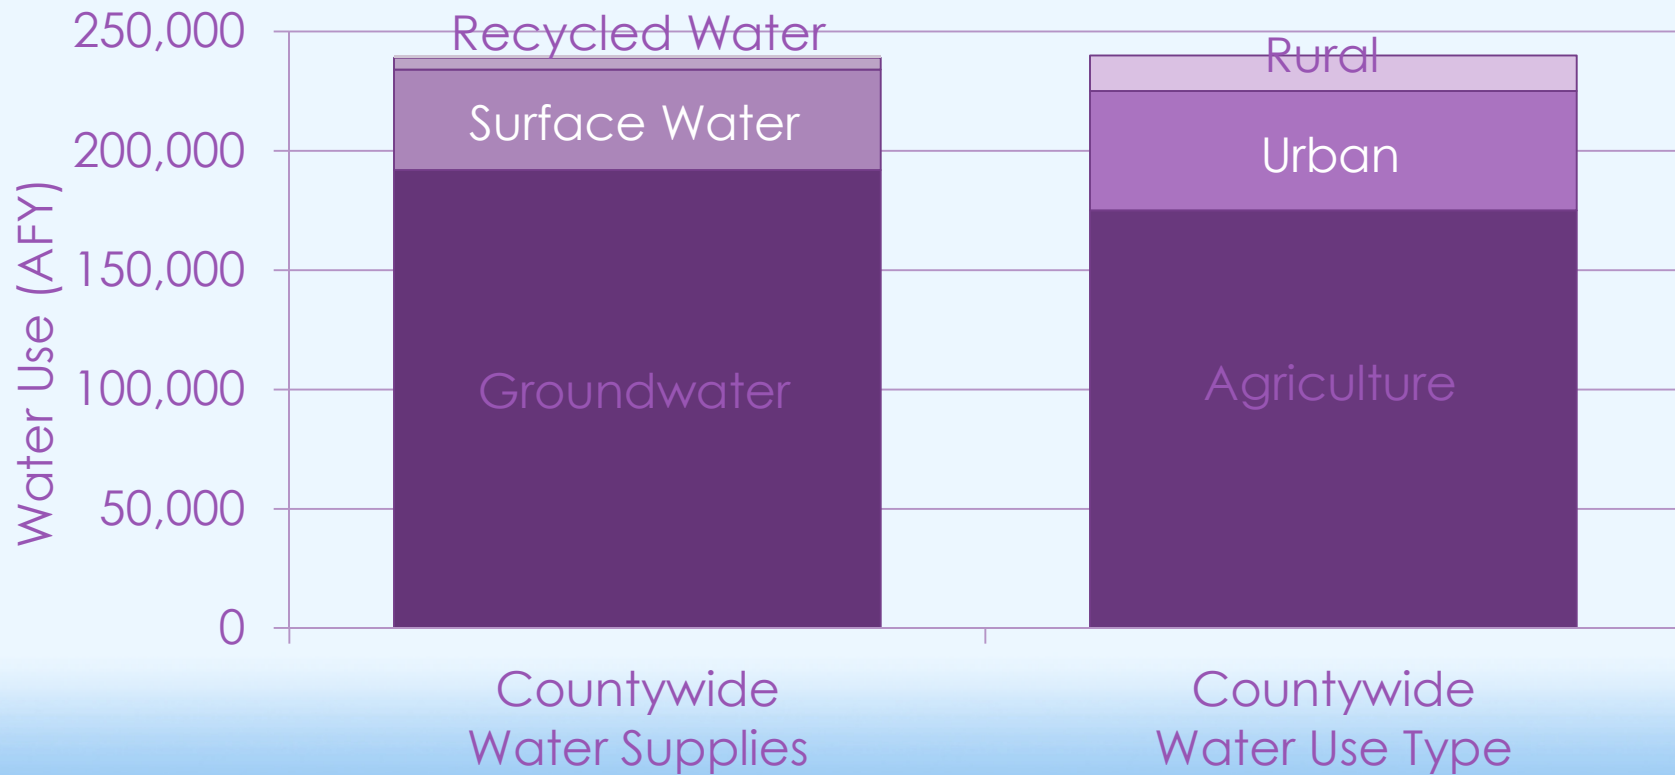 Water Use (AFY)
250,000
200,000
150,000
100,000
50,000
0
Recycled Water
Surface Water
Groundwater
Rural
Urban
Agriculture
Countywide
Water Supplies
Countywide
Water Use Type